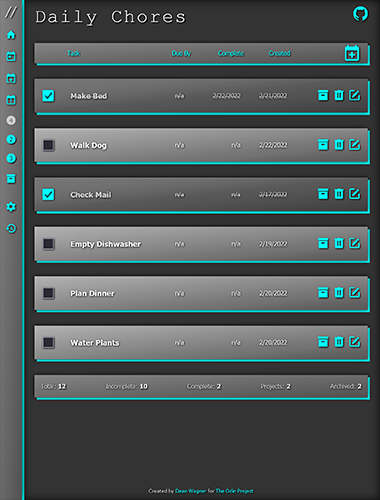 //
Daily Chores
Task Due By Complete Created
Make Bed n/a 2/22/2022 2/21/2022
4
Walk Dog n/a n/a 2/22/2022
2
3
Check Mail n/a n/a 2/17/2022
Empty Dishwasher n/a n/a 2/19/2022
Plan Dinner n/a n/a 2/20/2022
Water Plants n/a n/a 2/20/2022
Total: 12 Incomplete: 10 Complete: 2 Projects: 2 Archived: 2
Created by Dean Wagner for The Odin Project